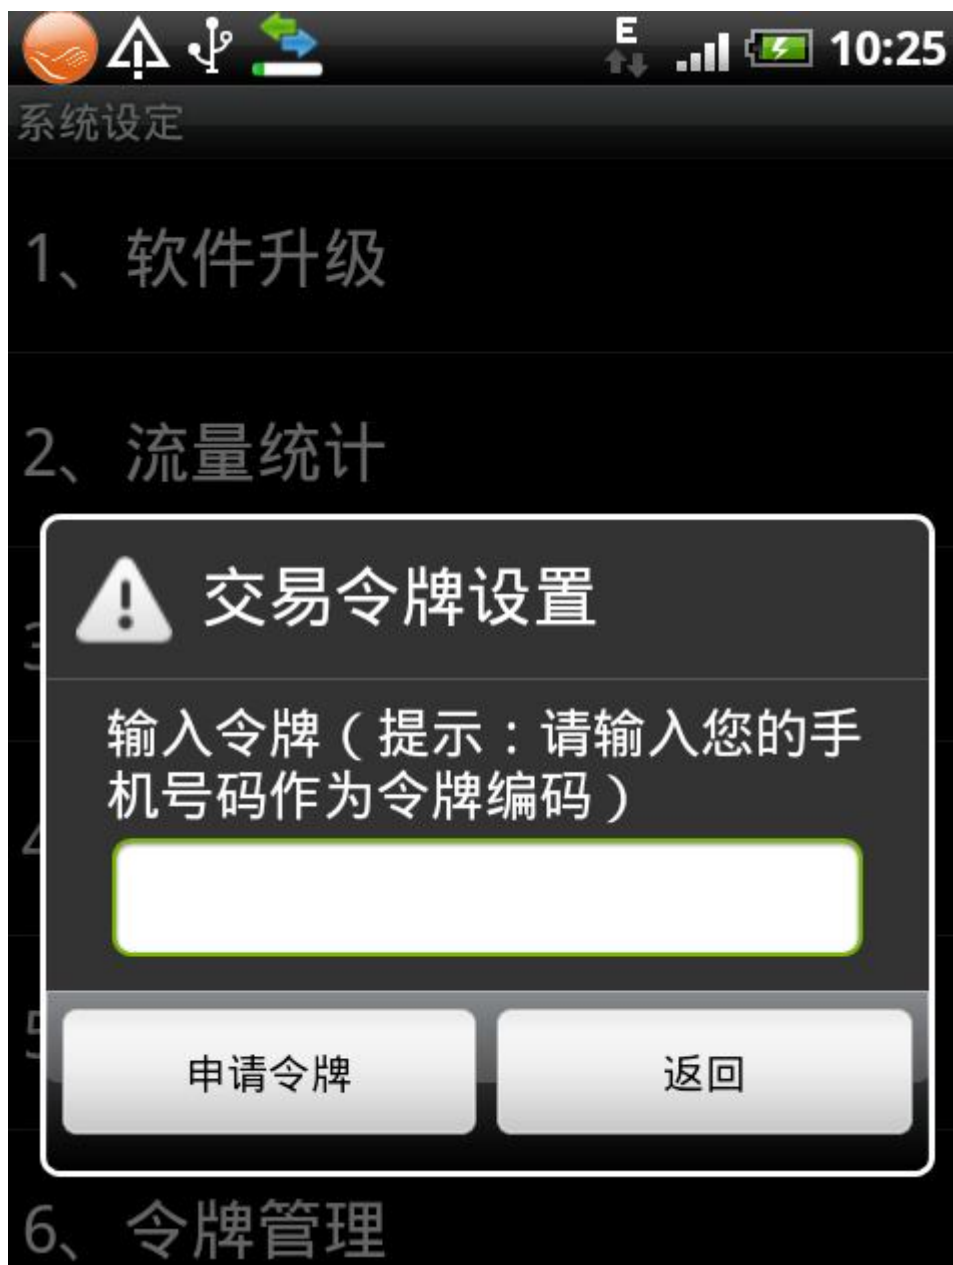 E
10:25
系统设定
1、 软件升级
2、 流量统计
交易令牌设置
输入令牌（提示：请输入您的手
机号码作为令牌编码）
申请令牌
返回
6、 令牌管理